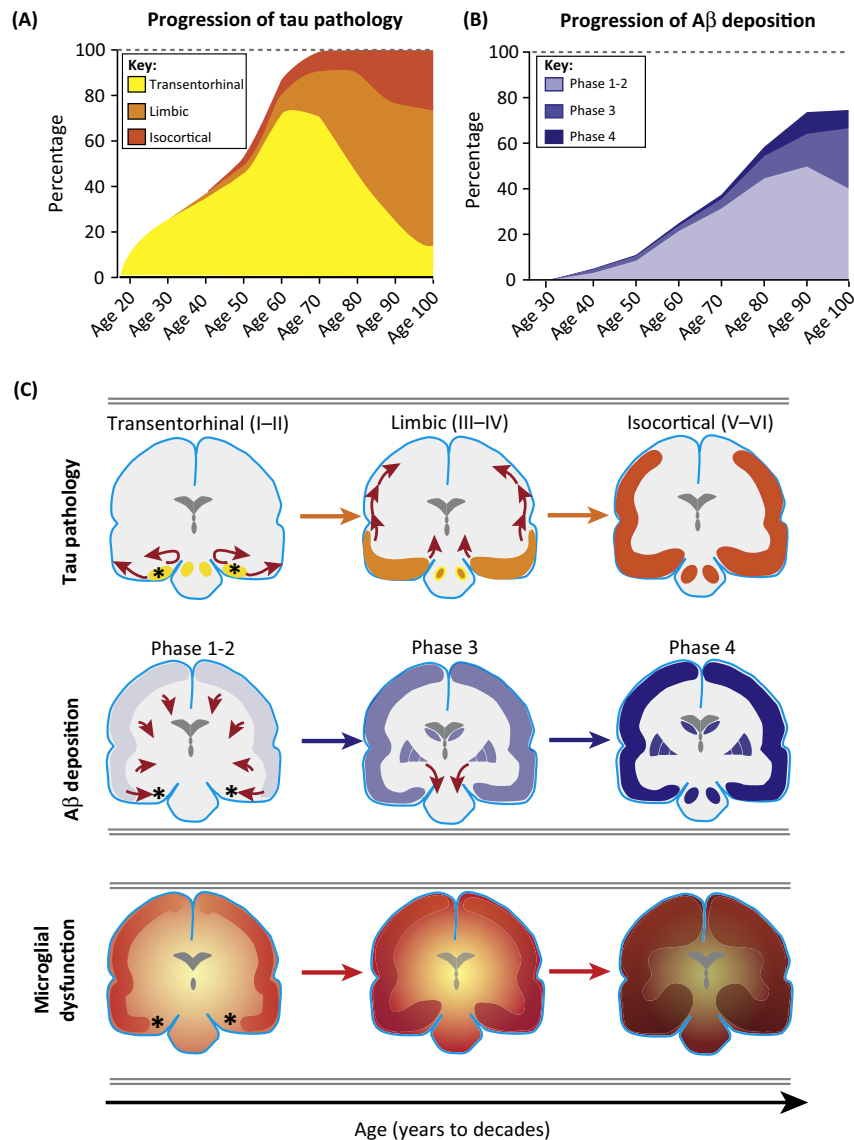 (A)
Progression of tau pathology
Percentage
100
80
60
40
20
0
Key:
Transentorhinal
Limbic
Isocortical
Age 20
Age 30
Age 40
Age 50
Age 60
Age 70
Age 80
Age 90
Age 100
(B)
Progression of Aβ deposition
Percentage
100
80
60
40
20
0
Key:
Phase 1-2
Phase 3
Phase 4
Age 30
Age 40
Age 50
Age 60
Age 70
Age 80
Age 90
Age 100
(C)
Tau pathology
Transentorhinal (I–II)
Limbic (III–IV)
Isocortical (V–VI)
* *
Aβ deposition
Phase 1-2
Phase 3
Phase 4
* *
Microglial
dysfunction
* *
Age (years to decades)